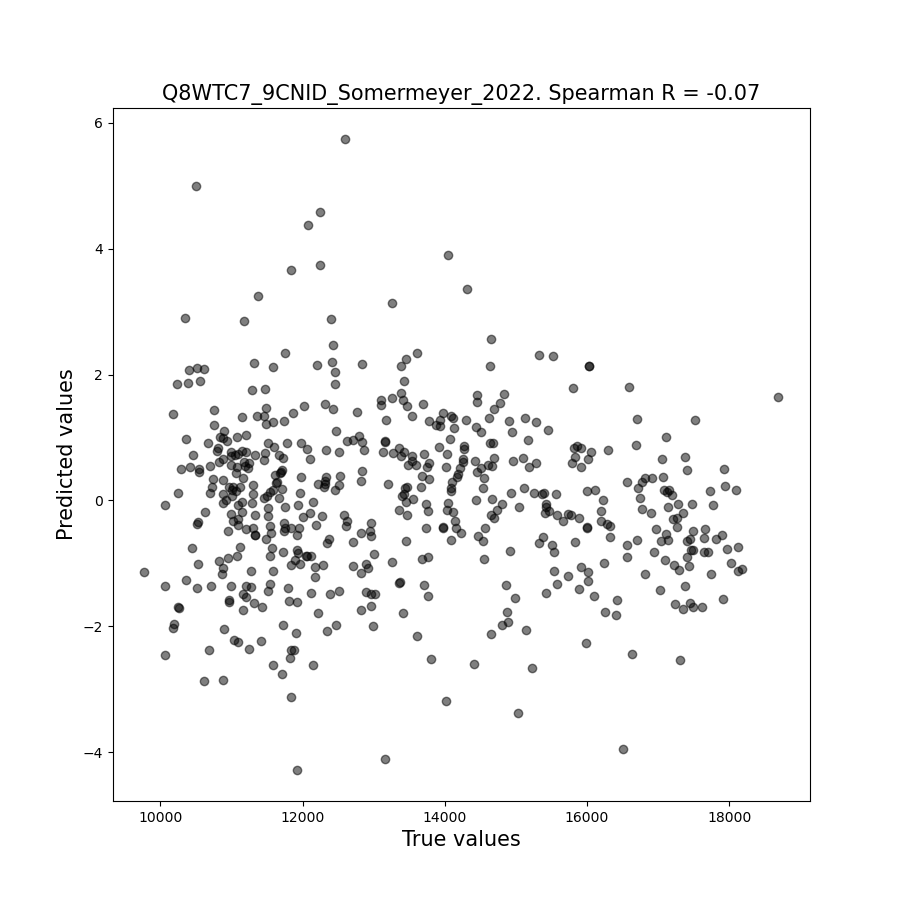 Q8WTC7_9CNID_Somermeyer_2022. Spearman R = -0.07
6
4
2
0
−2
−4
Predicted values
10000 12000 14000 16000 18000
True values